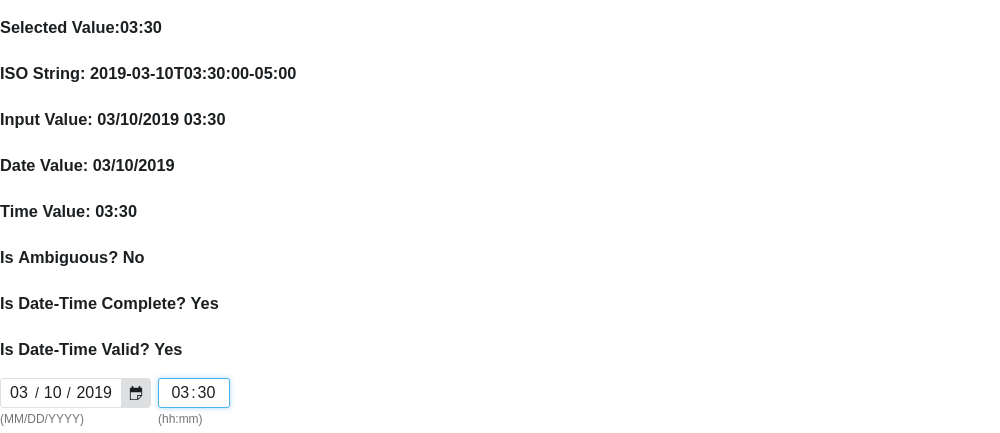 Selected Value:03:30
ISO String: 2019-03-10T03:30:00-05:00
Input Value: 03/10/2019 03:30
Date Value: 03/10/2019
Time Value: 03:30
Is Ambiguous? No
Is Date-Time Complete? Yes
Is Date-Time Valid? Yes
03 / 10 / 2019 03:30
(MM/DD/YYYY) (hh:mm)